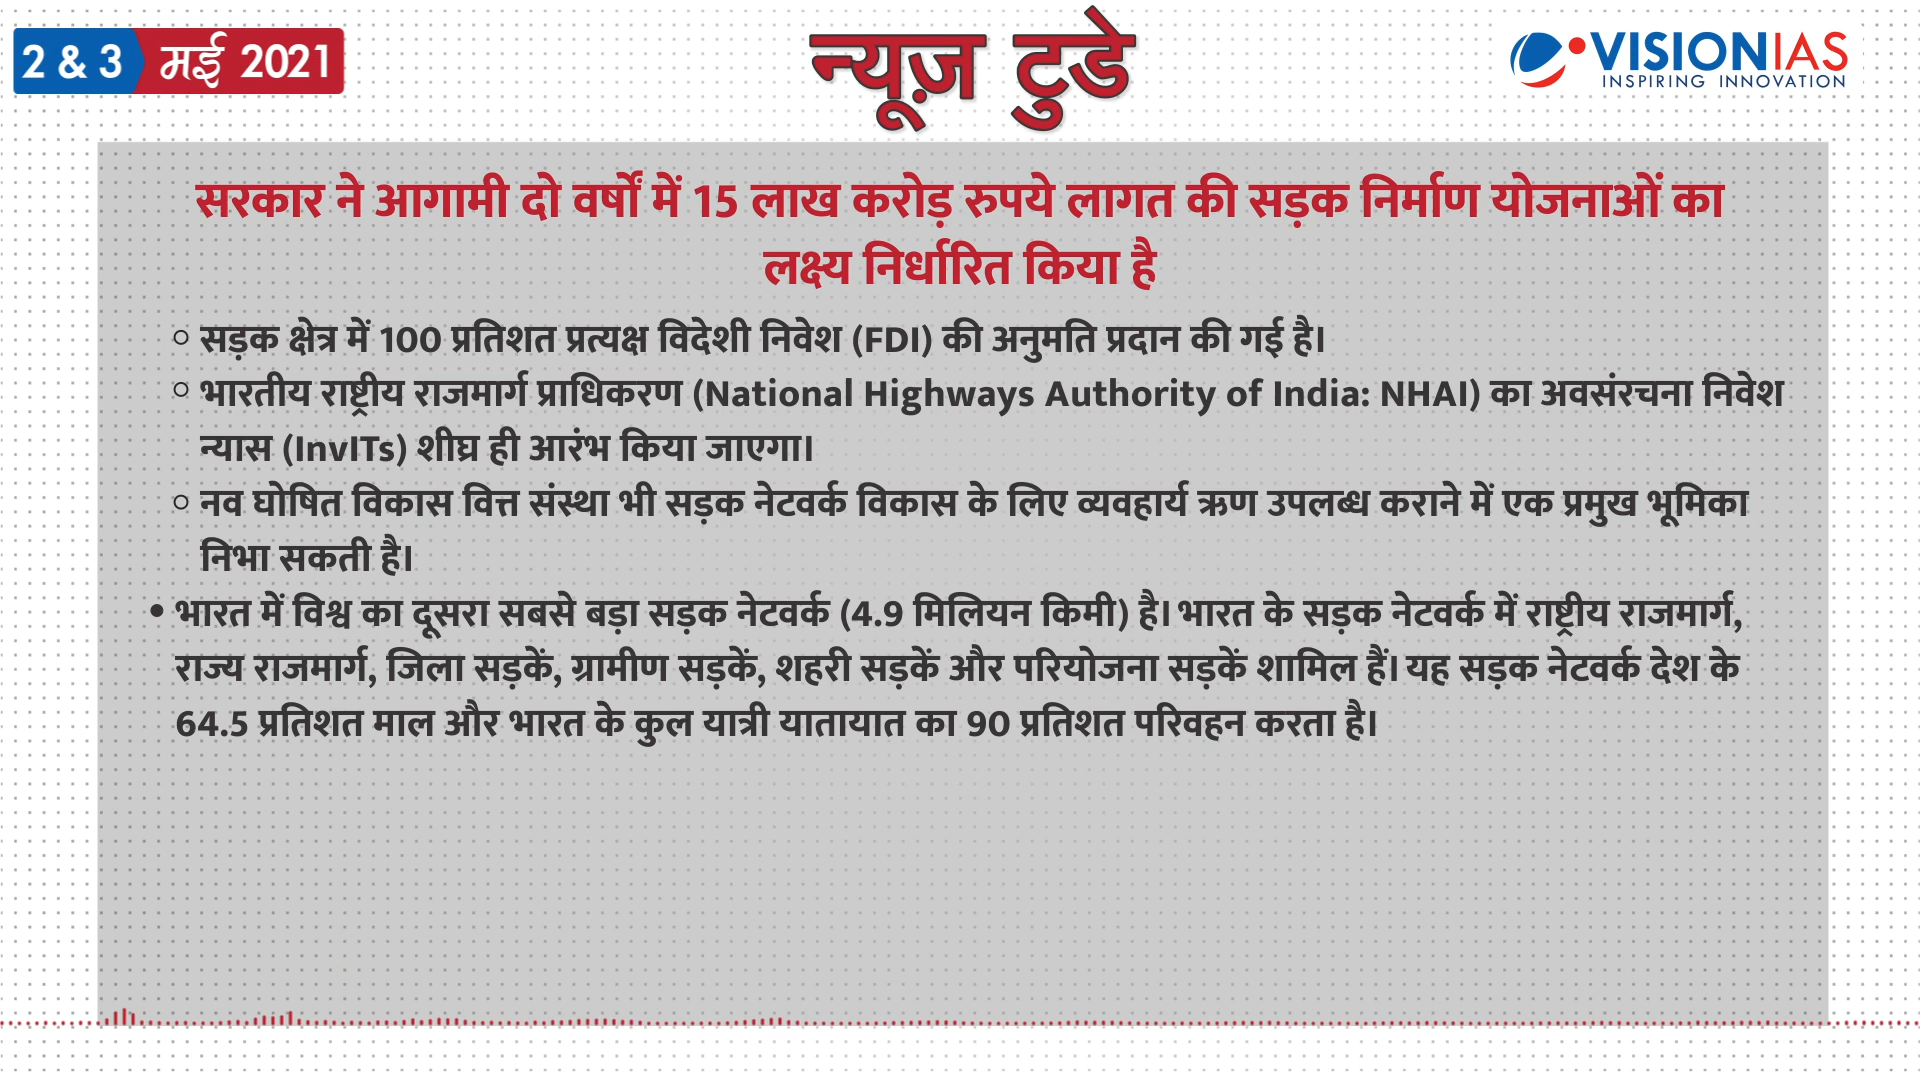 2 & 3 मई 2021
न्यूज़ टुडे
VISIONIAS
INSPIRING INNOVATION
सरकार ने आगामी दो वर्षों में 15 लाख करोड़ रुपये लागत की सड़क निर्माण योजनाओं का
लक्ष्य निर्धारित किया है
○ सड़क क्षेत्र में 100 प्रतिशत प्रत्यक्ष विदेशी निवेश (FDI) की अनुमति प्रदान की गई है।
○ भारतीय राष्ट्रीय राजमार्ग प्राधिकरण (National Highways Authority of India: NHAI) का अवसंरचना निवेश
न्यास (InvITs) शीघ्र ही आरंभ किया जाएगा।
○ नव घोषित विकास वित्त संस्था भी सड़क नेटवर्क विकास के लिए व्यवहार्य ऋण उपलब्ध कराने में एक प्रमुख भूमिका
निभा सकती है।
• भारत में विश्व का दूसरा सबसे बड़ा सड़क नेटवर्क (4.9 मिलियन किमी) है। भारत के सड़क नेटवर्क में राष्ट्रीय राजमार्ग,
राज्य राजमार्ग, जिला सड़कें, ग्रामीण सड़कें, शहरी सड़कें और परियोजना सड़कें शामिल हैं। यह सड़क नेटवर्क देश के
64.5 प्रतिशत माल और भारत के कुल यात्री यातायात का 90 प्रतिशत परिवहन करता है।